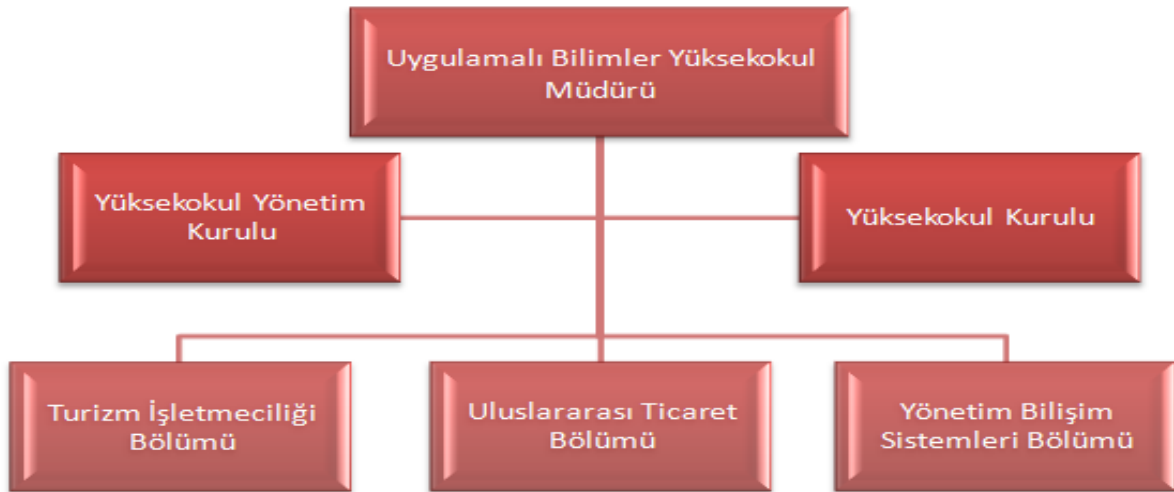 Uygulamalı Bilimler Yüksekokul
Müdürü
Yüksekokul Yönetim
Kurulu
Yüksekokul Kurulu
Turizm İşletmeciliği
Bölümü
Uluslararası Ticaret
Bölümü
Yönetim Bilişim
Sistemleri Bölümü